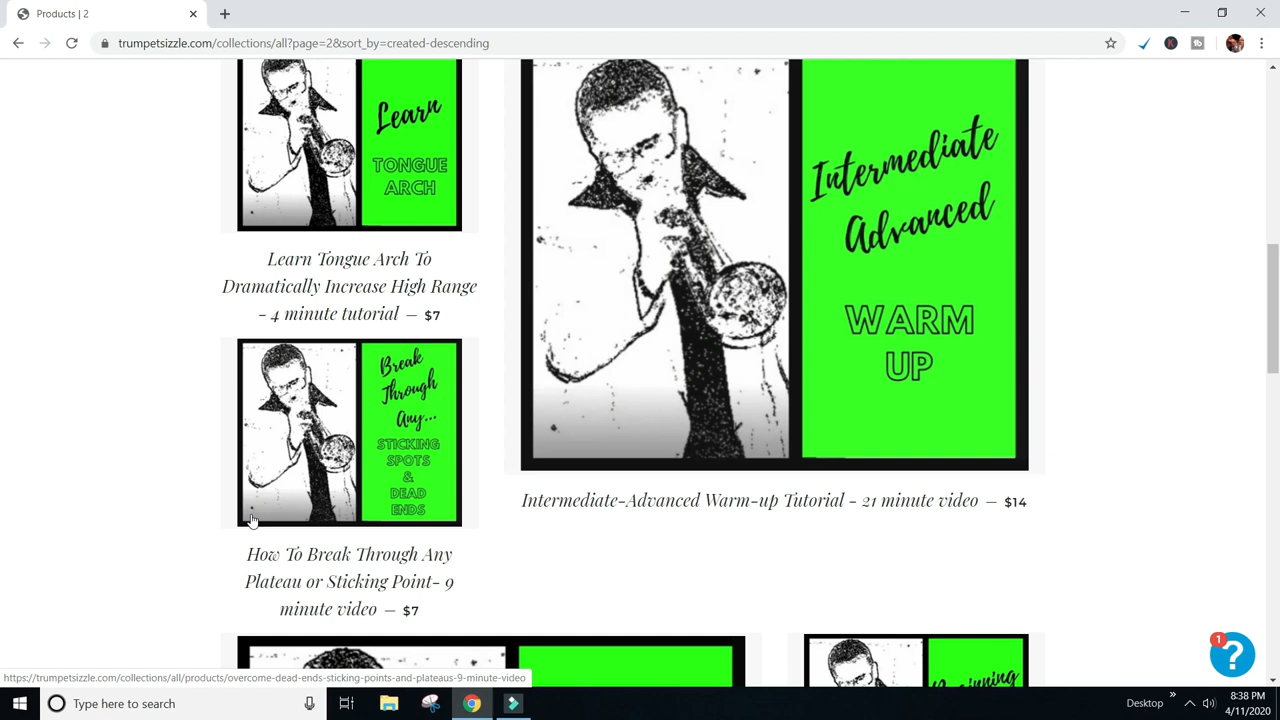 Products | 2
trumpetsizzle.com/collections/all?page=2&sort_by=created-descending
Learn
TONGUE
ARCH
Learn Tongue Arch To
Dramatically Increase High Range
- 4 minute tutorial — $7
Break
Through
Any...
STICKING
SPOTS
&
DEAD
ENDS
How To Break Through Any
Plateau or Sticking Point- 9
minute video — $7
Intermediate
Advanced
WARM
UP
Intermediate-Advanced Warm-up Tutorial - 21 minute video — $14
Beginning
1
?
https://trumpetsizzle.com/collections/all/products/overcome-dead-ends-sticking-points-and-plateaus-9-minute-video
Type here to search
Desktop
8:38 PM
4/11/2020